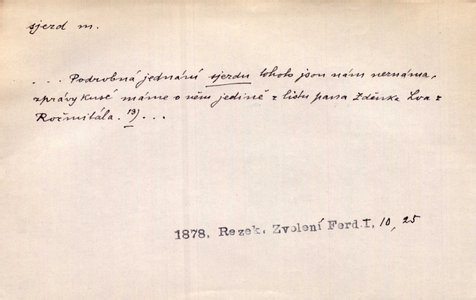 sjezd m.
. . . Podrobná jednání sjezdu tohoto jsou nám neznáma,
zprávy kusé máme o něm jedině z listu pana Zdeňka Lva z
Rožmitála. 13) . . .
1878. Rezek. Zvolení Ferd. I, 10, 25